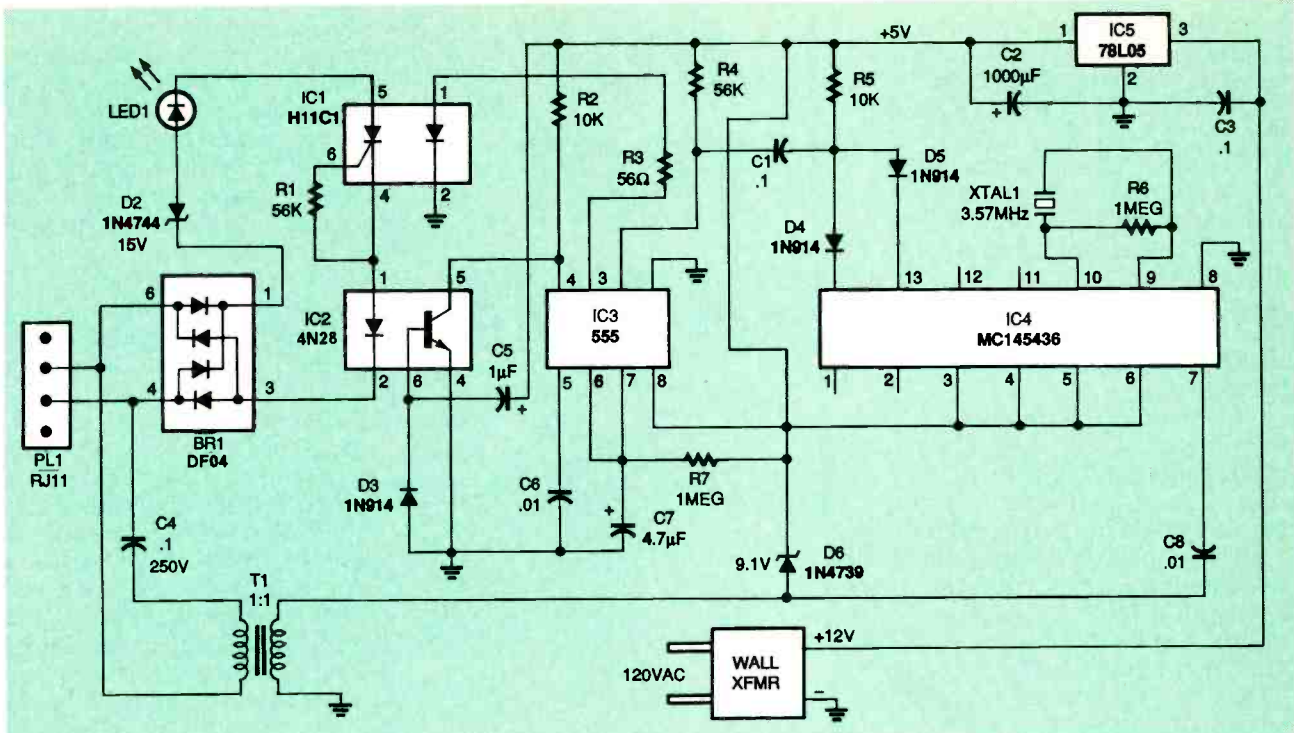 LED1
5
1
IC1
H11C1
6
4
2
R1
56K
D2
1N4744
15V
R2
10K
R3
56Ω
R4
56K
R5
10K
+5V
1
IC5
78L05
3
2
C2
1000µF
+
C3
.1
C1
.1
D5
1N914
D4
1N914
XTAL1
3.57MHz
R6
1MEG
6
1
4
3
BR1
DF04
PL1
RJ11
1
5
IC2
4N28
2
6
4
C5
1µF
+
4
3
2
1
IC3
555
5
6
7
8
13
12
11
10
9
8
IC4
MC145436
1
2
3
4
5
6
7
D3
1N914
C6
.01
+
C7
4.7µF
R7
1MEG
9.1V
D6
1N4739
C8
.01
C4
.1
250V
T1
1:1
120VAC
WALL
XFMR
+12V
–